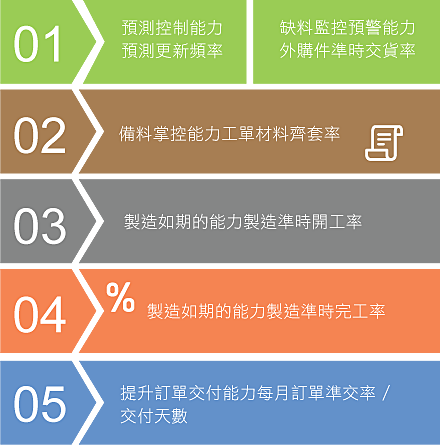 01
預測控制能力
預測更新頻率
缺料監控預警能力
外購件準時交貨率
02
備料掌控能力工單材料齊套率
03
製造如期的能力製造準時開工率
04
%
製造如期的能力製造準時完工率
05
提升訂單交付能力每月訂單準交率 /
交付天數